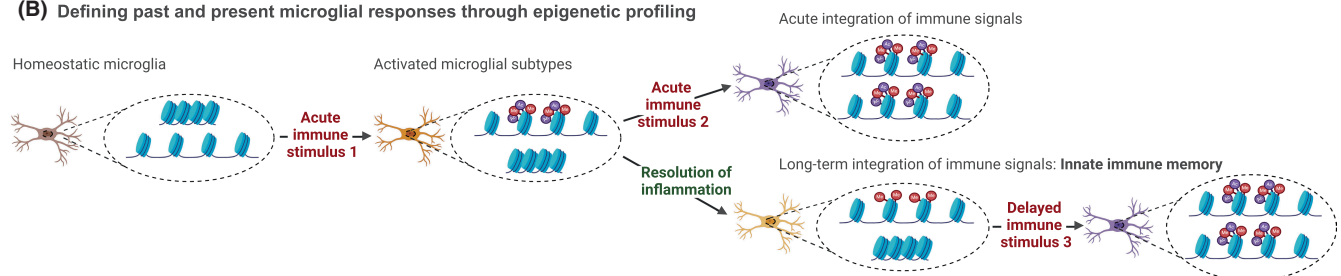 (B) Defining past and present microglial responses through epigenetic profiling
Acute integration of immune signals
Homeostatic microglia
Activated microglial subtypes
Acute
immune
stimulus 1
Acute
immune
stimulus 2
Resolution of
inflammation
Long-term integration of immune signals: Innate immune memory
Delayed
immune
stimulus 3